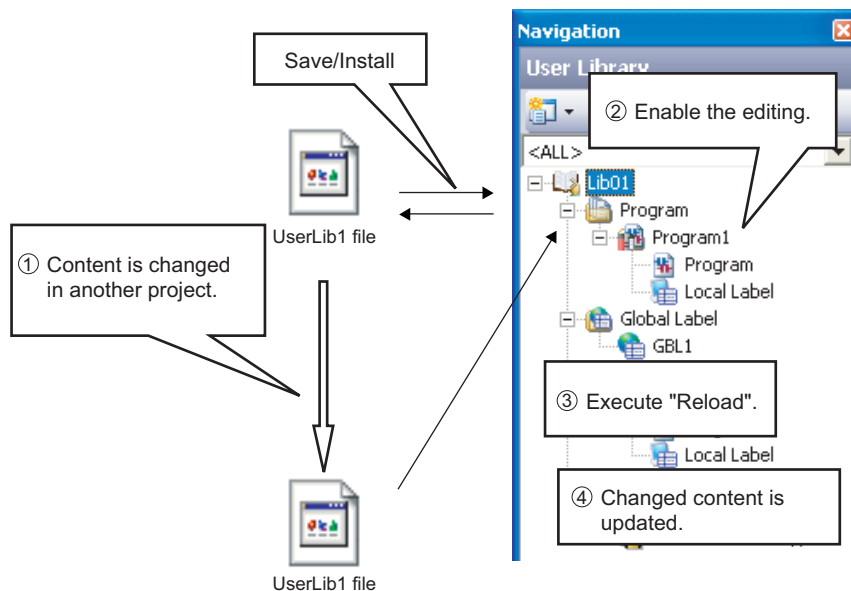 Navigation
User Library
Save/Install
② Enable the editing.
<ALL>
Lib01
Program
UserLib1 file
Program1
① Content is changed
in another project.
Program
Local Label
Global Label
GBL1
③ Execute "Reload".
Local Label
④ Changed content is
updated.
UserLib1 file